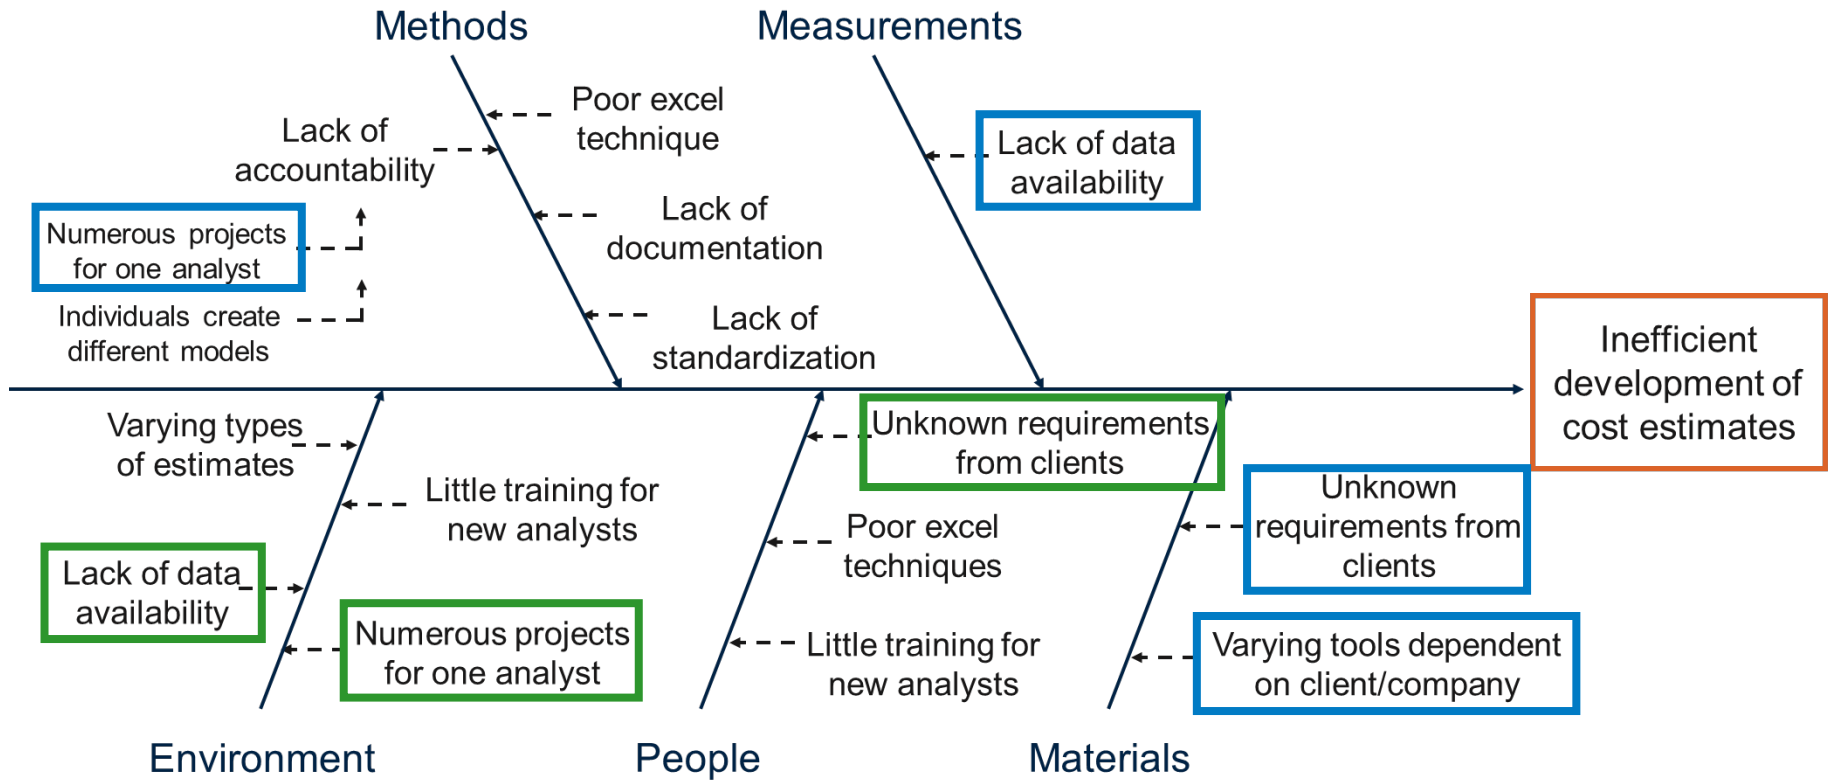 Methods
Measurements
Poor excel
technique
Lack of
accountability
Lack of data
availability
Numerous projects
for one analyst
Lack of
documentation
Individuals create
different models
Lack of
standardization
Inefficient
development of
cost estimates
Varying types
of estimates
Unknown requirements
from clients
Little training for
new analysts
Unknown
requirements from
clients
Poor excel
techniques
Lack of data
availability
Numerous projects
for one analyst
Little training for
new analysts
Varying tools dependent
on client/company
Environment
People
Materials